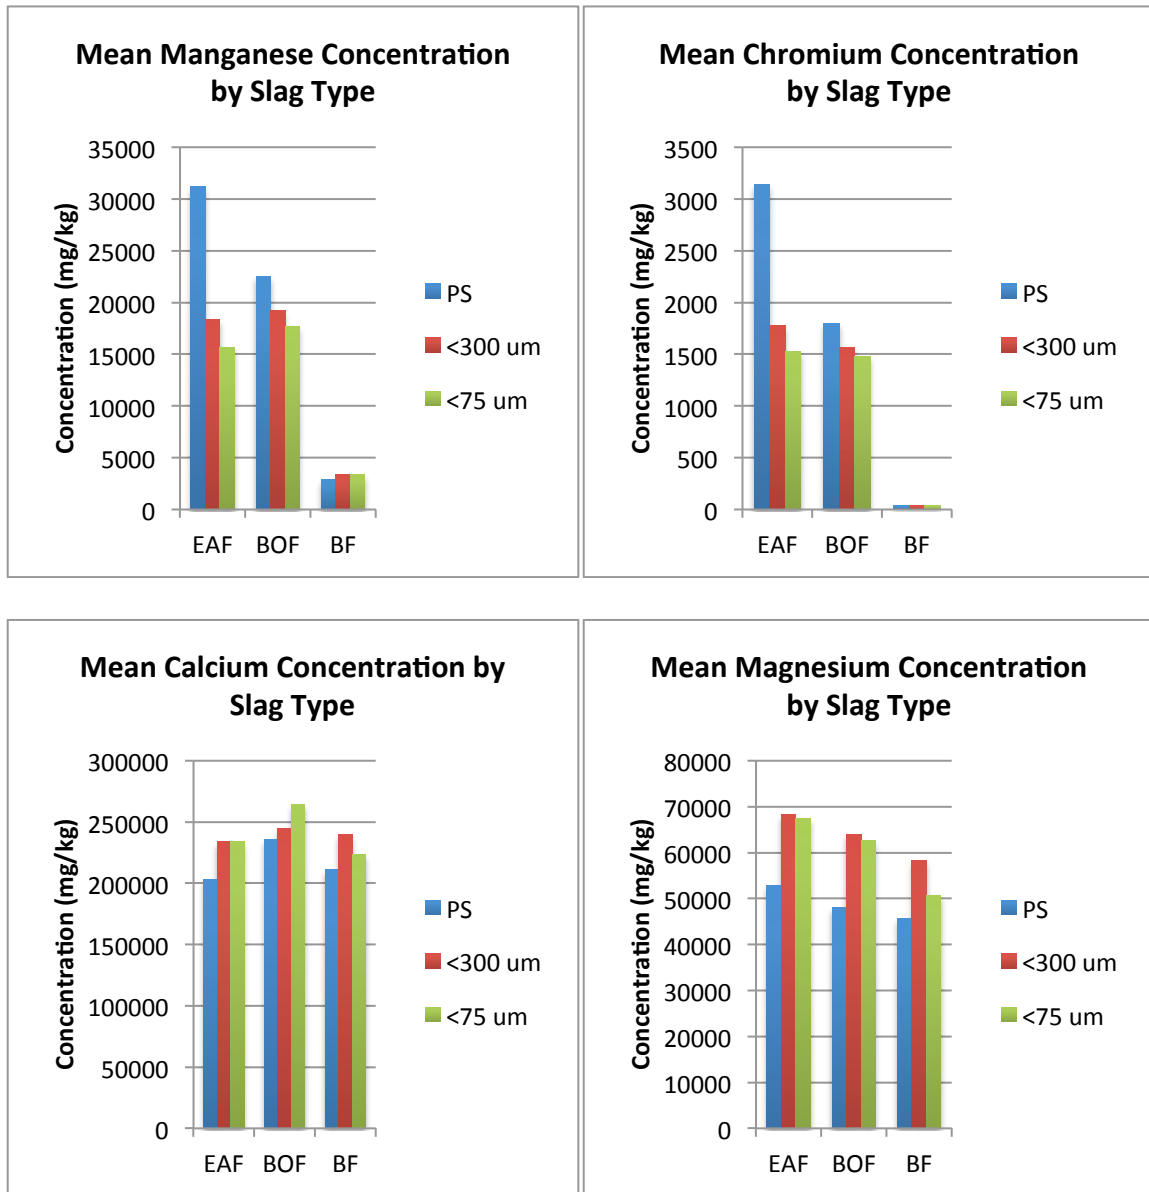 Mean Manganese Concentration
by Slag Type
Concentration (mg/kg)
35000
30000
25000
20000
15000
10000
5000
0
EAF BOF BF
PS
<300 um
<75 um
Mean Chromium Concentration
by Slag Type
Concentration (mg/kg)
3500
3000
2500
2000
1500
1000
500
0
EAF BOF BF
PS
<300 um
<75 um
Mean Calcium Concentration by
Slag Type
Concentration (mg/kg)
300000
250000
200000
150000
100000
50000
0
EAF BOF BF
PS
<300 um
<75 um
Mean Magnesium Concentration
by Slag Type
Concentration (mg/kg)
80000
70000
60000
50000
40000
30000
20000
10000
0
EAF BOF BF
PS
<300 um
<75 um